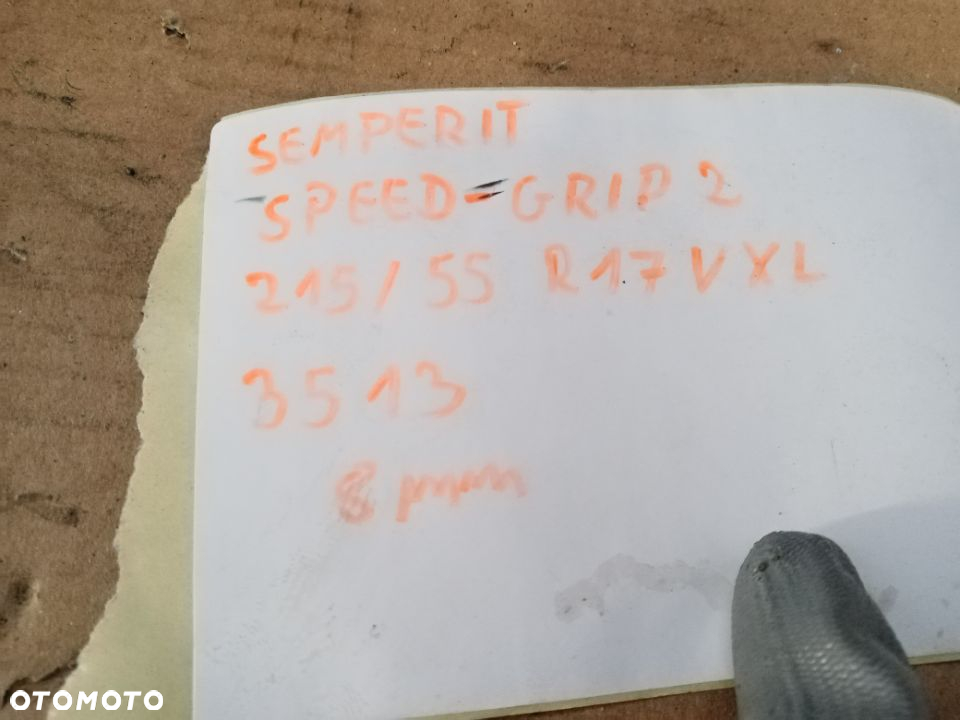 SEMPERIT
SPEED-GRIP 2
215/55 R17 V XL
3513
8 mm
OTOMOTO